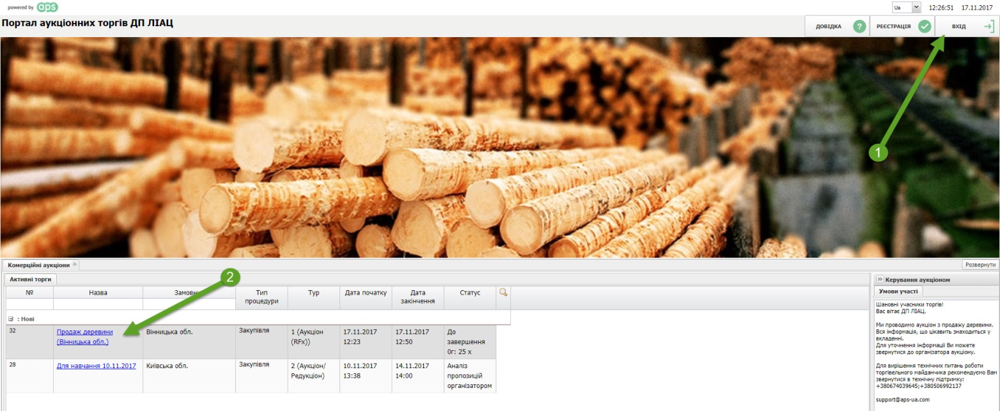 powered by aps
Ua 12:26:51 17.11.2017
Портал аукціонних торгів ДП ЛІАЦ
ДОВІДКА ? РЕЄСТРАЦІЯ ВХІД
1
Комерційні аукціони
Розвернути
Активні торги
2
№ Назва Тип процедури Тур Дата початку Дата закінчення Статус
: Нові
32 Продаж деревини (Вінницька обл.) Вінницька обл. Закупівля 1 (Аукціон (RFx)) 17.11.2017 12:23 17.11.2017 12:50 До завершення 0г: 25 х
28 Для навчання 10.11.2017 Київська обл. Закупівля 2 (Аукціон/ Редукціон) 10.11.2017 13:38 14.11.2017 14:00 Аналіз пропозицій організатором
Керування аукціоном
Умови участі
Шановні учасники торгів!
Вас вітає ДП ЛІАЦ.
Ми проводимо аукціон з продажу деревини.
Вся інформація, що цікавить знаходиться у
вкладенні.
Для уточнення інформації Ви можете
звернутися до організатора аукціону.
Для вирішення технічних питань роботи
торгівельного майданчика рекомендуємо Вам
звернутися в технічну підтримку:
+380674039645;+380506992137
support@aps-ua.com